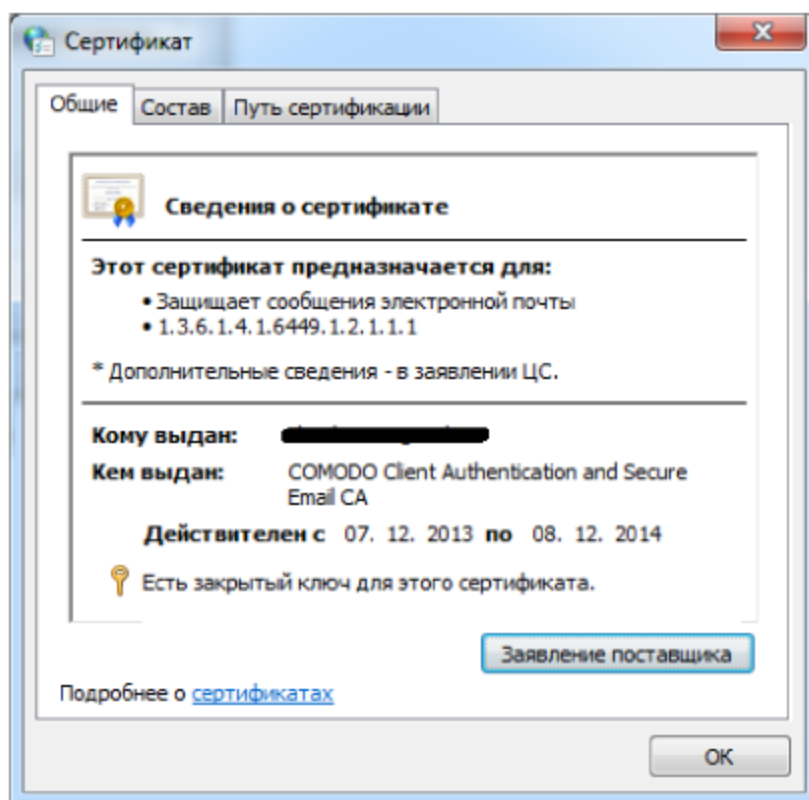 Сертификат
Общие Состав Путь сертификации
Сведения о сертификате
Этот сертификат предназначается для:
• Защищает сообщения электронной почты
• 1.3.6.1.4.1.6449.1.2.1.1.1
* Дополнительные сведения - в заявлении ЦС.
Кому выдан:
Кем выдан: COMODO Client Authentication and Secure
Email CA
Действителен с 07. 12. 2013 по 08. 12. 2014
Есть закрытый ключ для этого сертификата.
Заявление поставщика
Подробнее о сертификатах
ОК